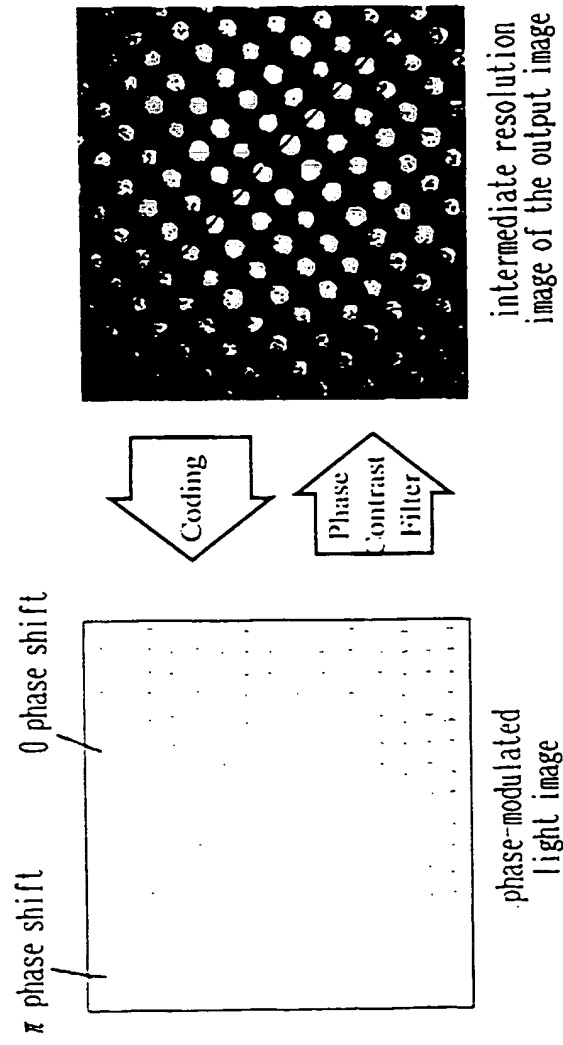 π phase shift
0 phase shift
phase-modulated
light image
Coding
Phase
Contrast
Filter
intermediate resolution
image of the output image